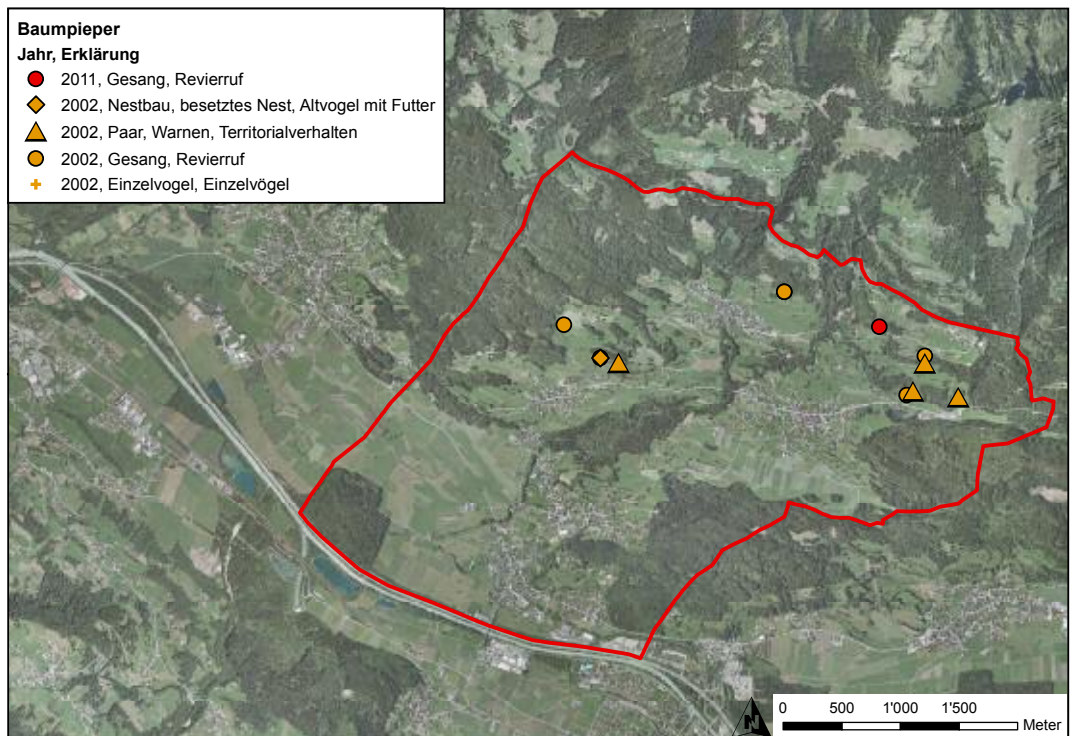 Baumpieper
Jahr, Erklärung
2011, Gesang, Revierruf
2002, Nestbau, besetztes Nest, Altvogel mit Futter
2002, Paar, Warnen, Territorialverhalten
2002, Gesang, Revierruf
2002, Einzelvogel, Einzelvögel
N
0 500 1'000 1'500
Meter